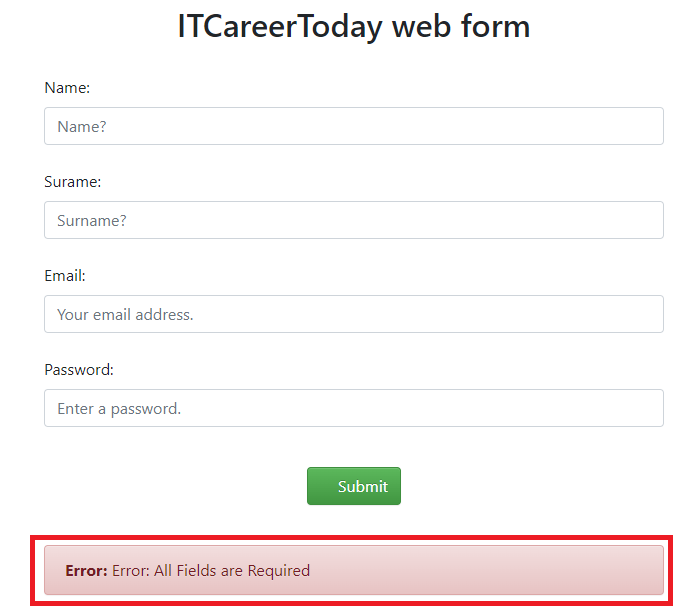 ITCareerToday web form
Name:
Name?
Surame:
Surname?
Email:
Your email address.
Password:
Enter a password.
Submit
Error: Error: All Fields are Required